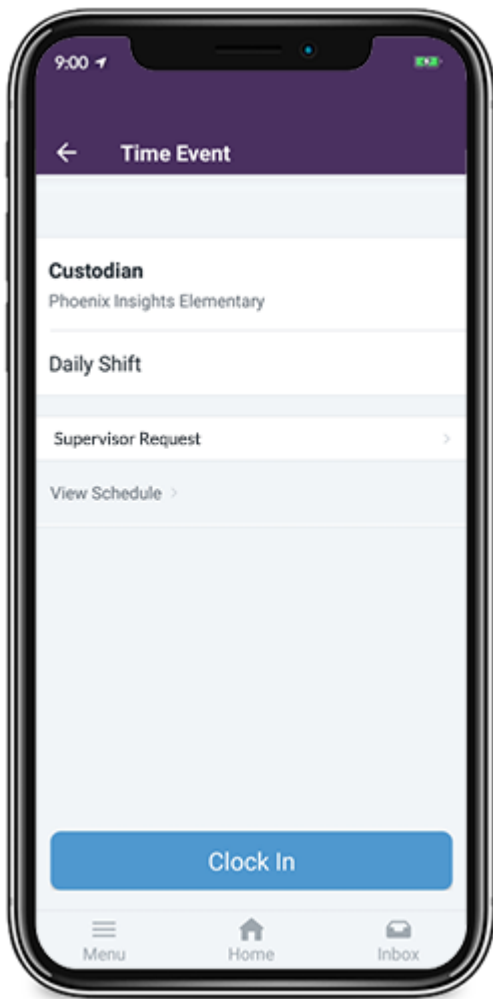 9:00
Time Event
Custodian
Phoenix Insights Elementary
Daily Shift
Supervisor Request
View Schedule
Clock In
Menu Home Inbox